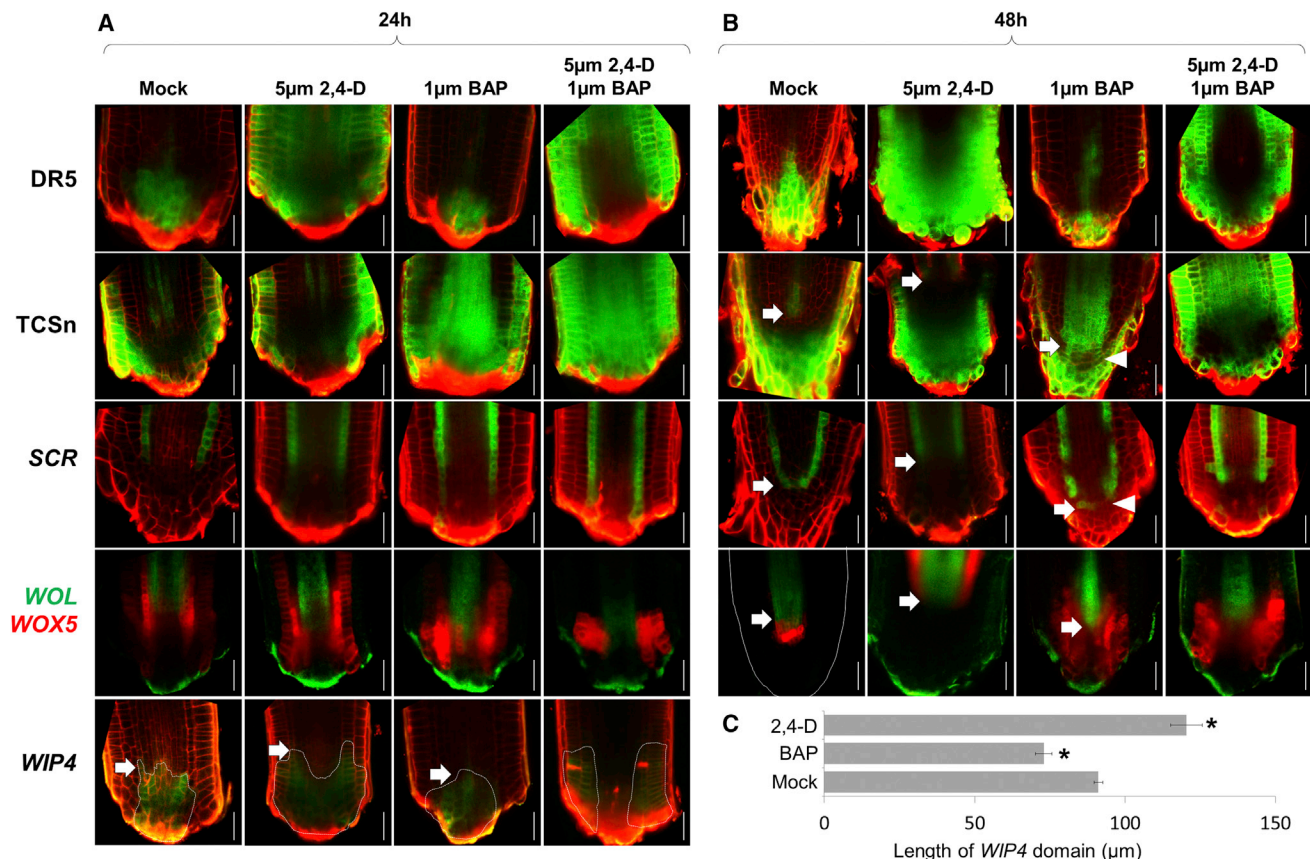 A
24h
B
48h
Mock
5µm 2,4-D
1µm BAP
5µm 2,4-D
1µm BAP
Mock
5µm 2,4-D
1µm BAP
5µm 2,4-D
1µm BAP
DR5
TCSn
SCR
WOL
WOX5
WIP4
C
2,4-D
*
BAP
*
Mock
0
50
100
150
Length of WIP4 domain (µm)